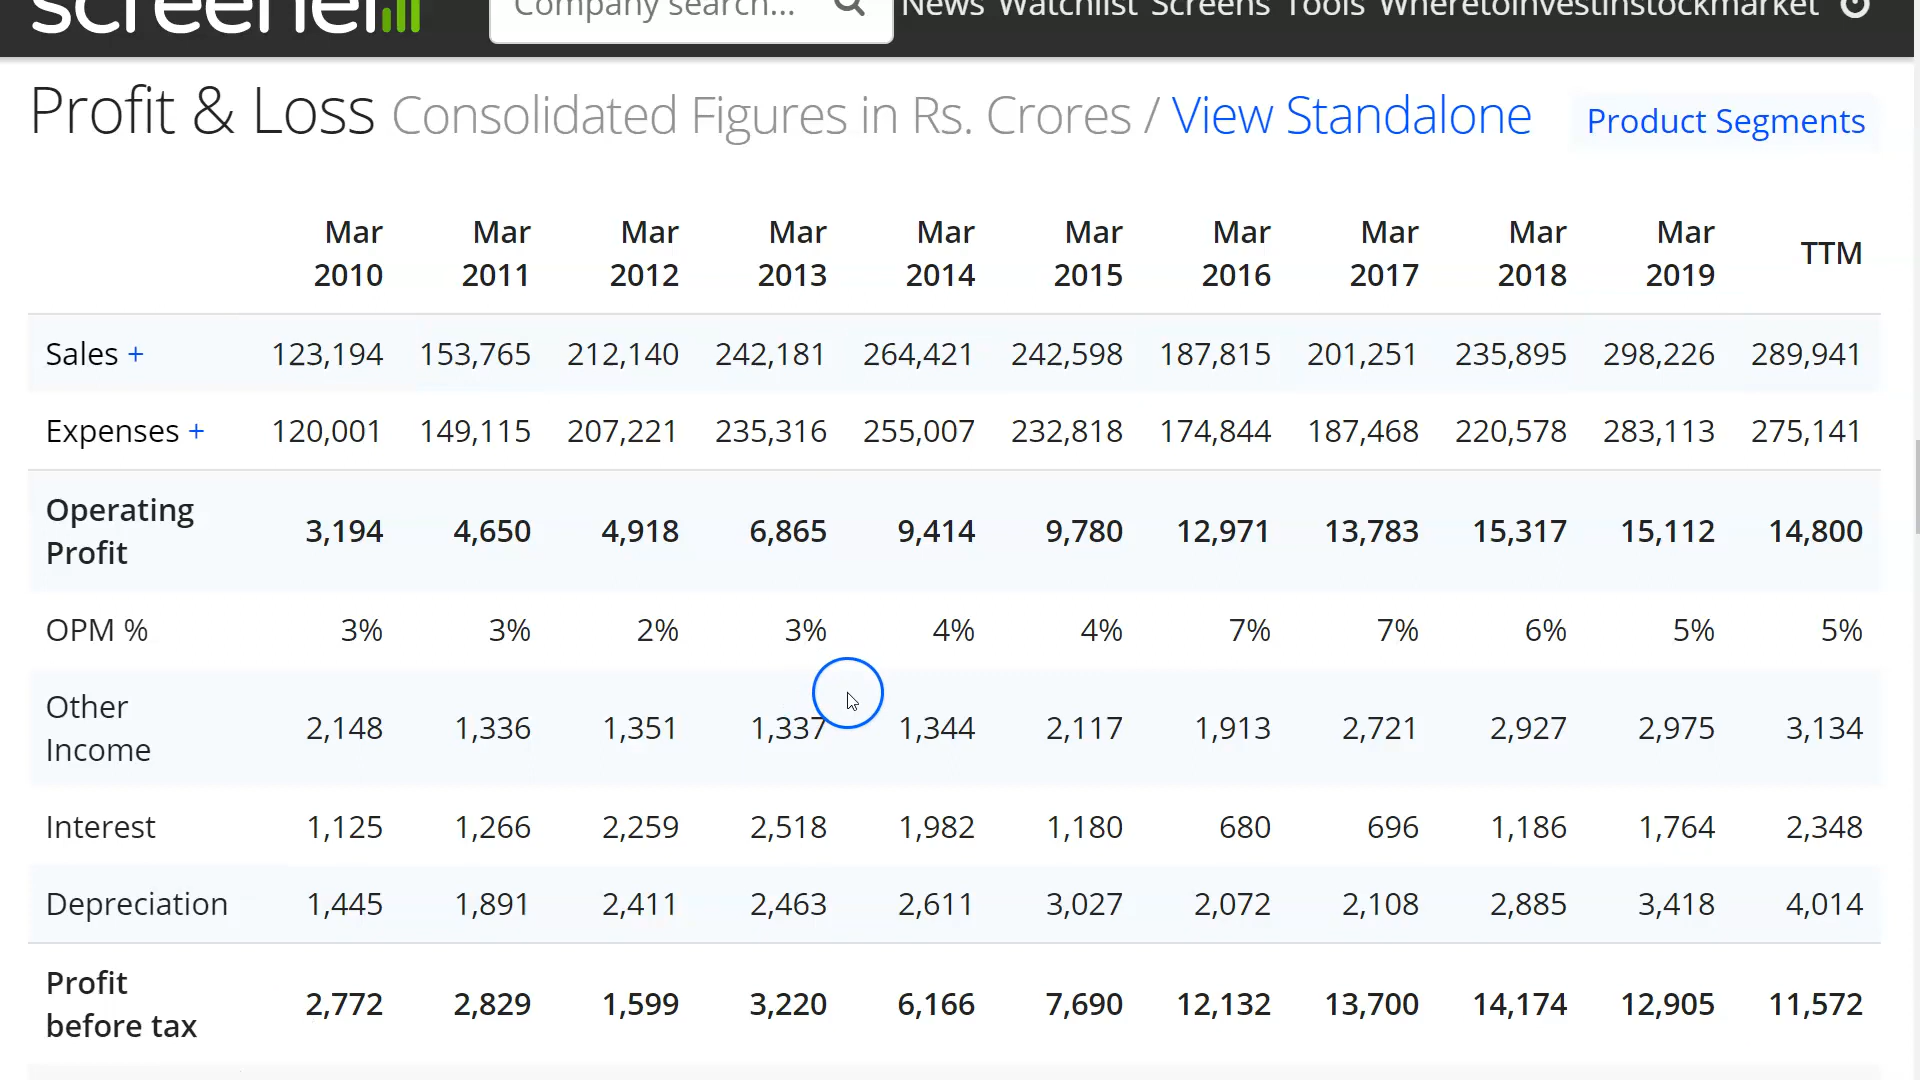 screener
Company search... News Watchlist Screens Tools Wheretoinvestinstockmarket
Profit & Loss Consolidated Figures in Rs. Crores / View Standalone Product Segments
Mar 2010 Mar 2011 Mar 2012 Mar 2013 Mar 2014 Mar 2015 Mar 2016 Mar 2017 Mar 2018 Mar 2019 TTM
Sales + 123,194 153,765 212,140 242,181 264,421 242,598 187,815 201,251 235,895 298,226 289,941
Expenses + 120,001 149,115 207,221 235,316 255,007 232,818 174,844 187,468 220,578 283,113 275,141
Operating Profit 3,194 4,650 4,918 6,865 9,414 9,780 12,971 13,783 15,317 15,112 14,800
OPM % 3% 3% 2% 3% 4% 4% 7% 7% 6% 5% 5%
Other Income 2,148 1,336 1,351 1,337 1,344 2,117 1,913 2,721 2,927 2,975 3,134
Interest 1,125 1,266 2,259 2,518 1,982 1,180 680 696 1,186 1,764 2,348
Depreciation 1,445 1,891 2,411 2,463 2,611 3,027 2,072 2,108 2,885 3,418 4,014
Profit before tax 2,772 2,829 1,599 3,220 6,166 7,690 12,132 13,700 14,174 12,905 11,572